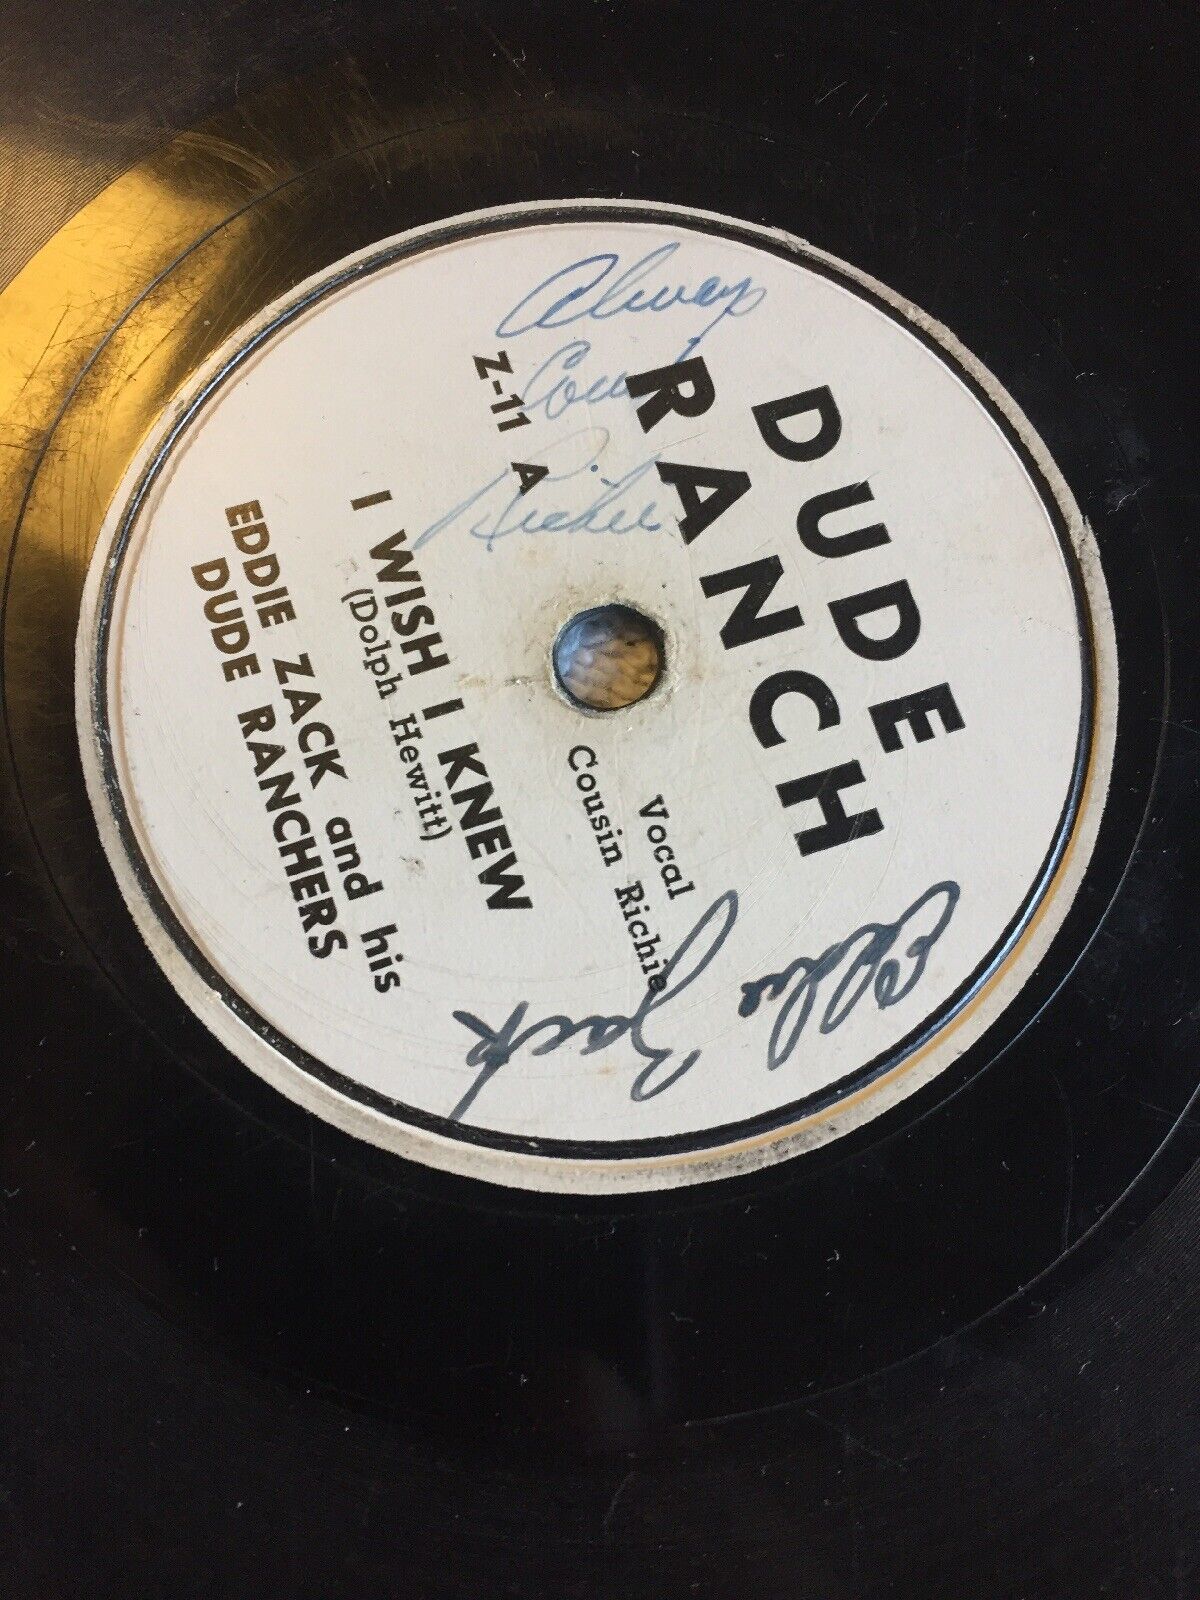 DUDE
RANCH
Always
Cousin
Richie
Eddie
Zack
Z-11 A
Vocal
Cousin Richie
I WISH I KNEW
(Dolph Hewitt)
EDDIE ZACK and his
DUDE RANCHERS